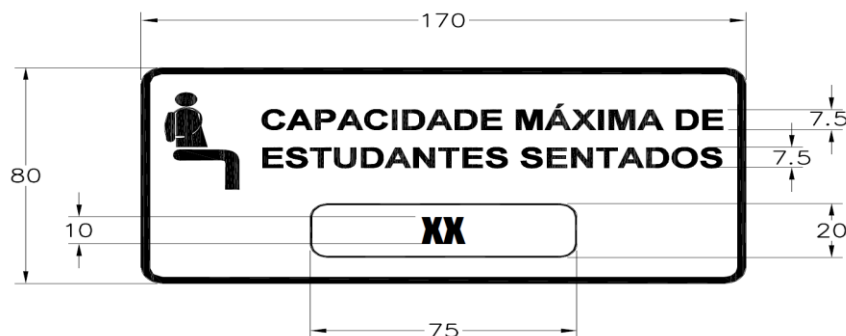 170
CAPACIDADE MÁXIMA DE
7.5
ESTUDANTES SENTADOS
7.5
80
XX
10
20
75